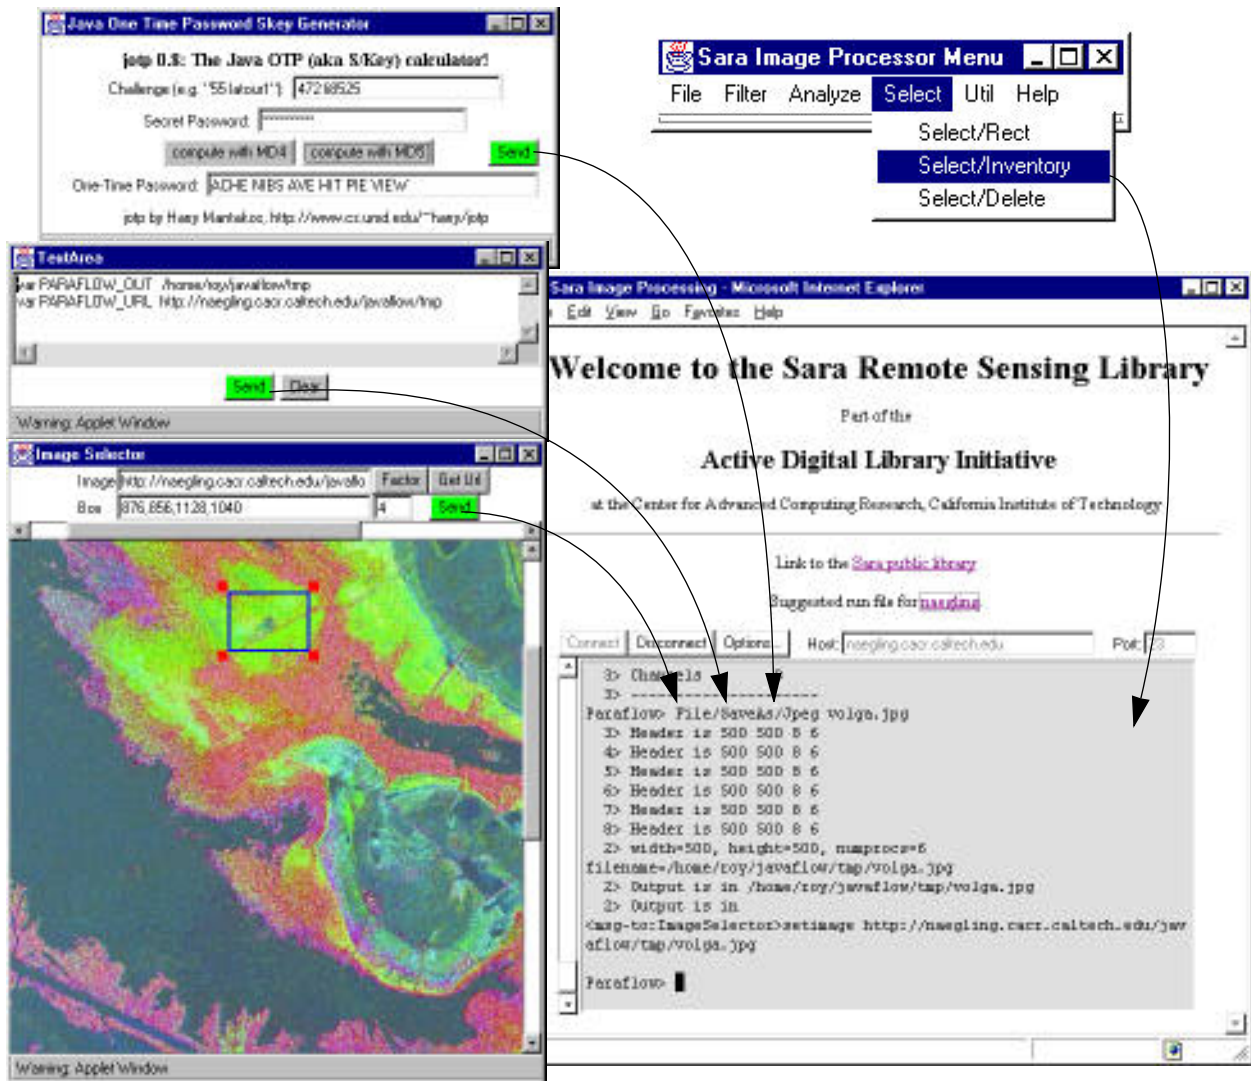 Java One Time Password Skey Generator
jotp 0.8: The Java OTP (aka S/Key) calculator!
Challenge (e.g. "55 latour1"): 47268525
Secret Password: **********
compute with MD4 compute with MD5 Send
One-Time Password: ACHE NIBS AVE HIT PIE VIEW
jotp by Harry Mantakos, http://www.cs.umd.edu/~harry/jotp
Sara Image Processor Menu
File Filter Analyze Select Util Help
Select/Rect
Select/Inventory
Select/Delete
TextArea
var PARAFLOW_OUT /home/roy/javaflow/tmp
var PARAFLOW_URL http://naegling.cacr.caltech.edu/javaflow/tmp
Send Clear
Warning: Applet Window
Image Selector
Image http://naegling.cacr.caltech.edu/javaflo Factor Get Url
Box 876,856,1128,1040 4 Send
Warning: Applet Window
Sara Image Processing - Microsoft Internet Explorer
Edit View Go Favorites Help
Welcome to the Sara Remote Sensing Library
Part of the
Active Digital Library Initiative
at the Center for Advanced Computing Research, California Institute of Technology
Link to the Sara public library
Suggested run file for naegling
Connect Disconnect Options... Host: naegling.cacr.caltech.edu Port: 23
3> Channels 6
3> ----------------------
Paraflow> File/SaveAs/Jpeg volga.jpg
3> Header is 500 500 8 6
4> Header is 500 500 8 6
5> Header is 500 500 8 6
6> Header is 500 500 8 6
7> Header is 500 500 8 6
8> Header is 500 500 8 6
2> width=500, height=500, numprocs=6
filename=/home/roy/javaflow/tmp/volga.jpg
2> Output is in /home/roy/javaflow/tmp/volga.jpg
2> Output is in
<msg-to:ImageSelector>setimage http://naegling.cacr.caltech.edu/jav
aflow/tmp/volga.jpg
Paraflow>